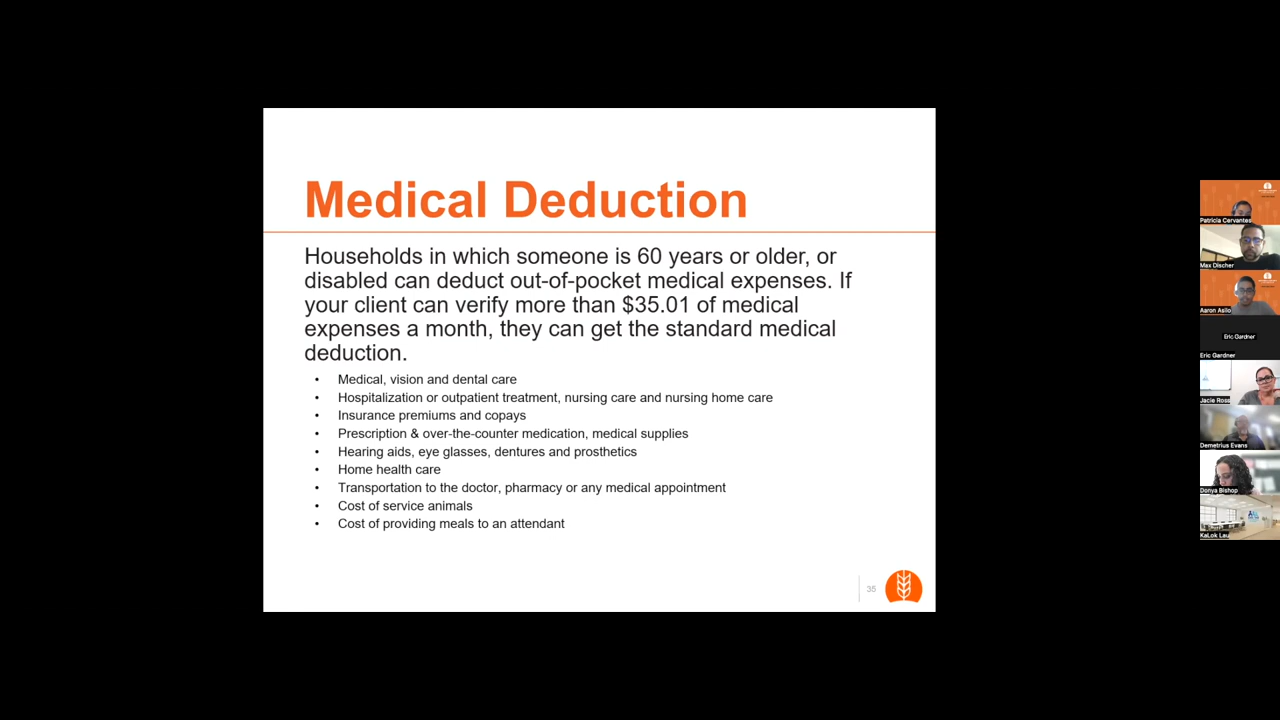 Medical Deduction
Households in which someone is 60 years or older, or
disabled can deduct out-of-pocket medical expenses. If
your client can verify more than $35.01 of medical
expenses a month, they can get the standard medical
deduction.
• Medical, vision and dental care
• Hospitalization or outpatient treatment, nursing care and nursing home care
• Insurance premiums and copays
• Prescription & over-the-counter medication, medical supplies
• Hearing aids, eye glasses, dentures and prosthetics
• Home health care
• Transportation to the doctor, pharmacy or any medical appointment
• Cost of service animals
• Cost of providing meals to an attendant
35
Patricia Cervantes
Max Discher
Aaron Asilo
Eric Gardner
Eric Gardner
Jacie Ross
Demetrius Evans
Donya Bishop
KaLok Lau